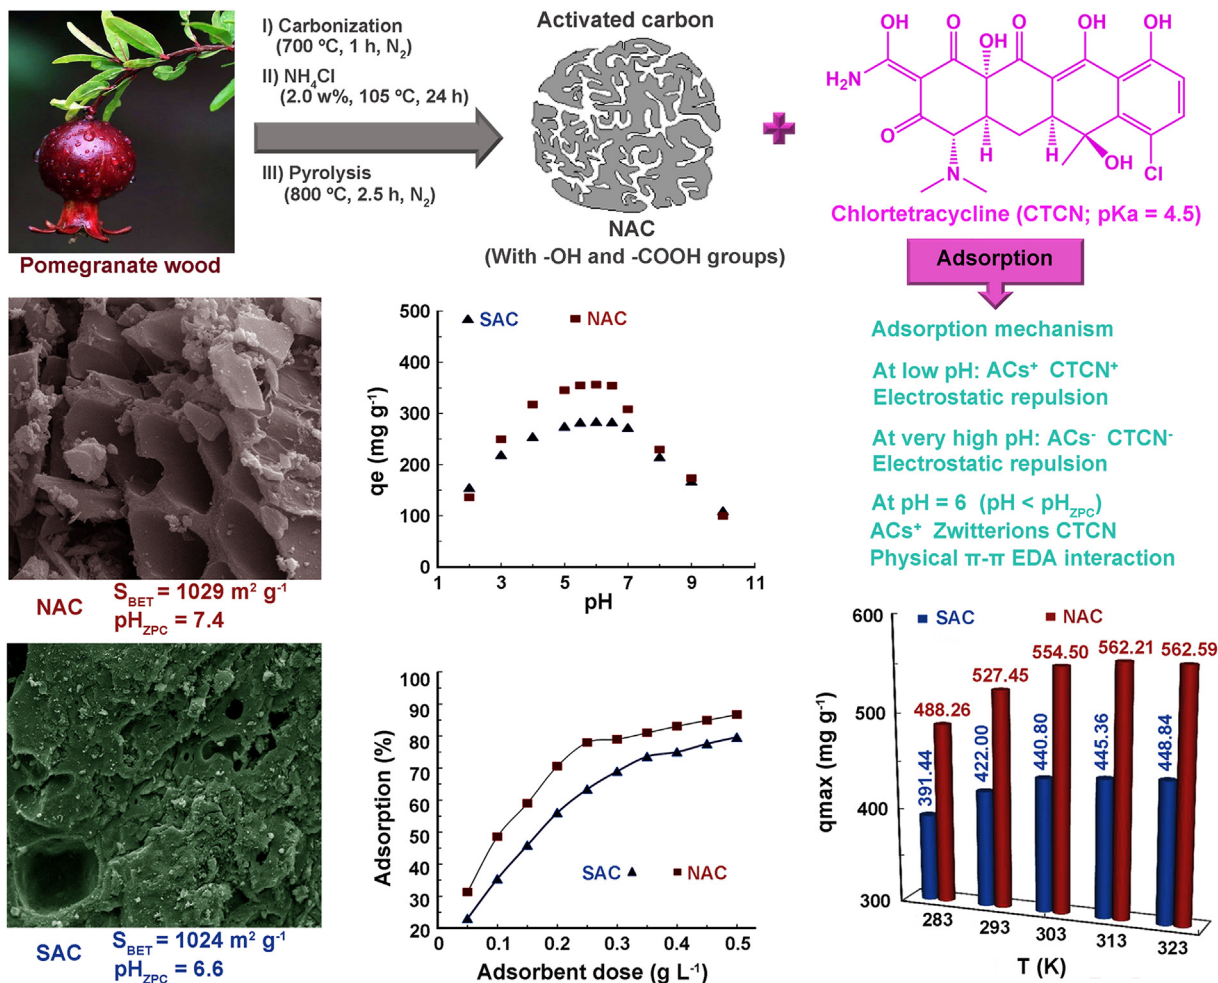 I) Carbonization
(700 ºC, 1 h, N₂)
II) NH₄Cl
(2.0 w%, 105 ºC, 24 h)
III) Pyrolysis
(800 ºC, 2.5 h, N₂)
Pomegranate wood
Activated carbon
NAC
(With -OH and -COOH groups)
OH
O
OH
O
OH
OH
H₂N
O
H
H
OH
N
Cl
Chlortetracycline (CTCN; pKa = 4.5)
Adsorption
Adsorption mechanism
At low pH: ACs⁺ CTCN⁺
Electrostatic repulsion
At very high pH: ACs⁻ CTCN⁻
Electrostatic repulsion
At pH = 6 (pH < pH_ZPC)
ACs⁺ Zwitterions CTCN
Physical π-π EDA interaction
NAC
S_BET = 1029 m² g⁻¹
pH_ZPC = 7.4
SAC
S_BET = 1024 m² g⁻¹
pH_ZPC = 6.6
SAC NAC
qe (mg g⁻¹)
500
400
300
200
100
0
1 3 5 7 9 11
pH
Adsorption (%)
100
90
80
70
60
50
40
30
20
SAC NAC
0 0.1 0.2 0.3 0.4 0.5
Adsorbent dose (g L⁻¹)
SAC NAC
qmax (mg g⁻¹)
600
500
400
300
391.44
488.26
422.00
527.45
440.80
554.50
445.36
562.21
448.84
562.59
283
293
303
313
323
T (K)